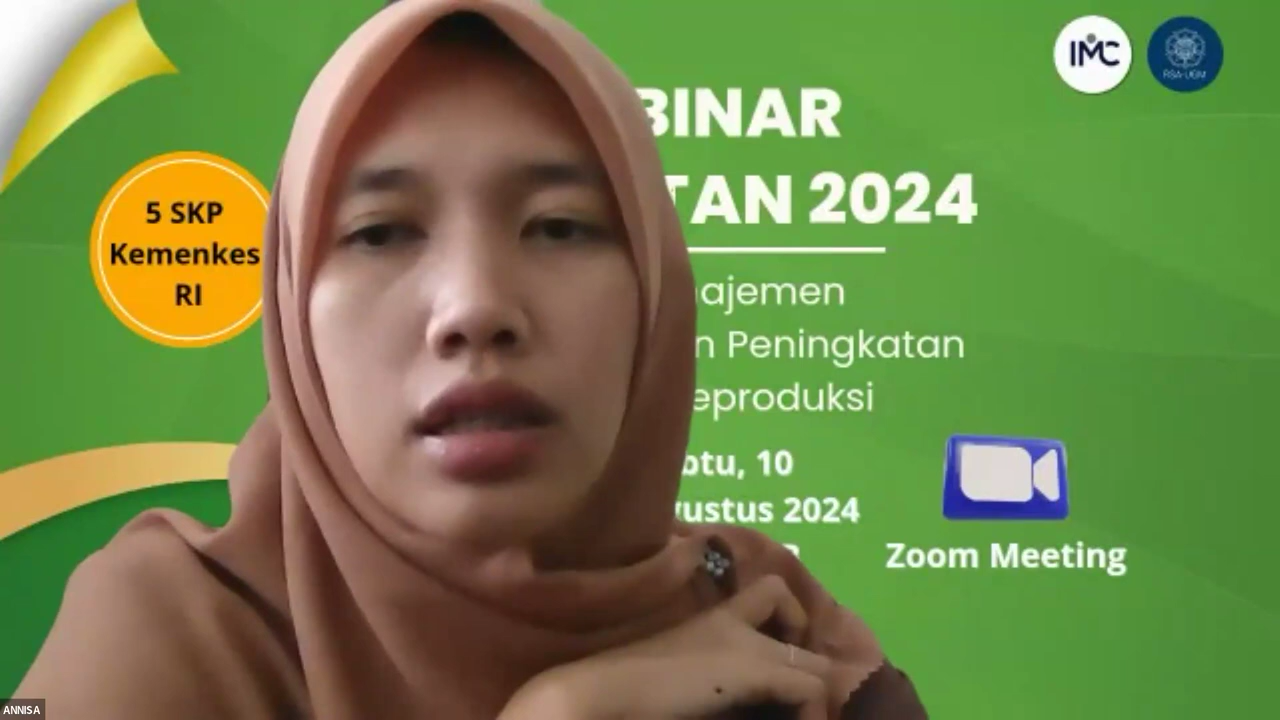 IMC
RSA-UGM
BINAR
TAN 2024
5 SKP
Kemenkes
RI
ajemen
n Peningkatan
eproduksi
btu, 10
ustus 2024
Zoom Meeting
ANNISA